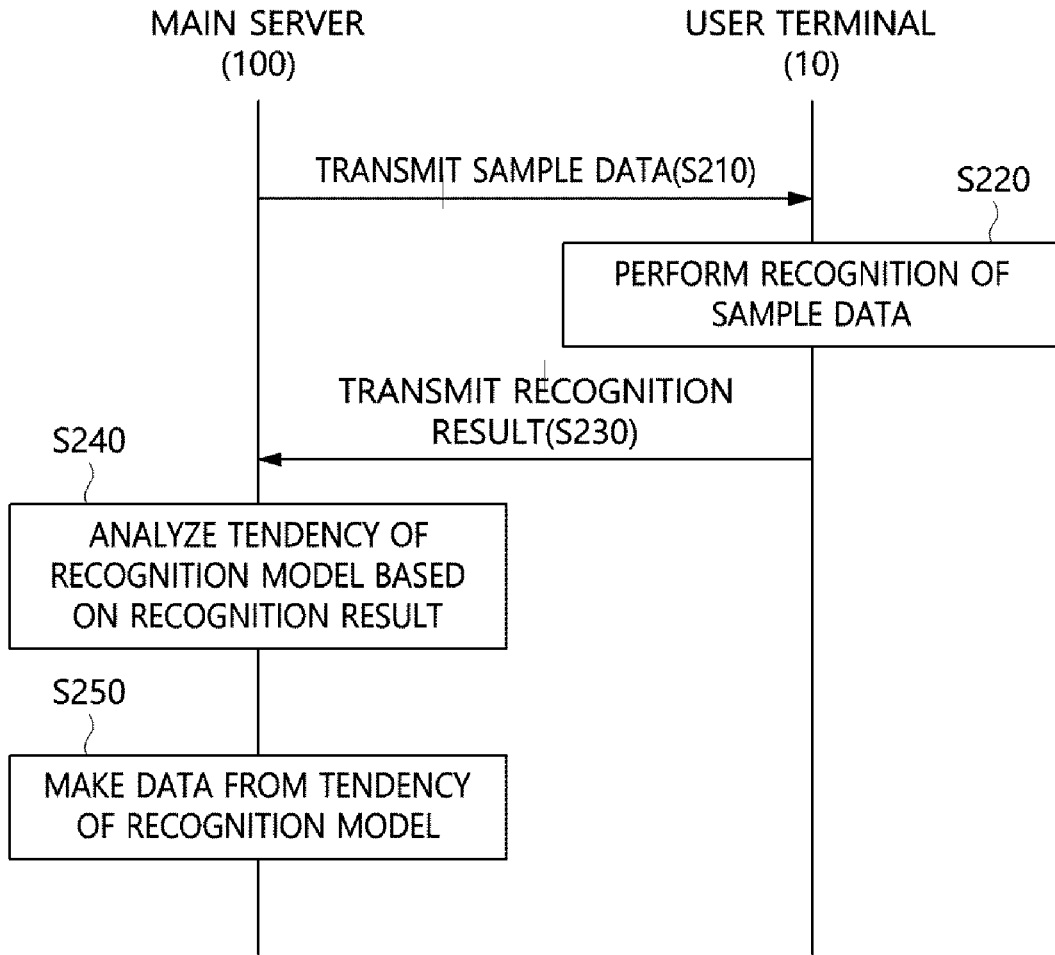 MAIN SERVER
(100)
USER TERMINAL
(10)
TRANSMIT SAMPLE DATA(S210)
S220
PERFORM RECOGNITION OF
SAMPLE DATA
TRANSMIT RECOGNITION
RESULT(S230)
S240
ANALYZE TENDENCY OF
RECOGNITION MODEL BASED
ON RECOGNITION RESULT
S250
MAKE DATA FROM TENDENCY
OF RECOGNITION MODEL